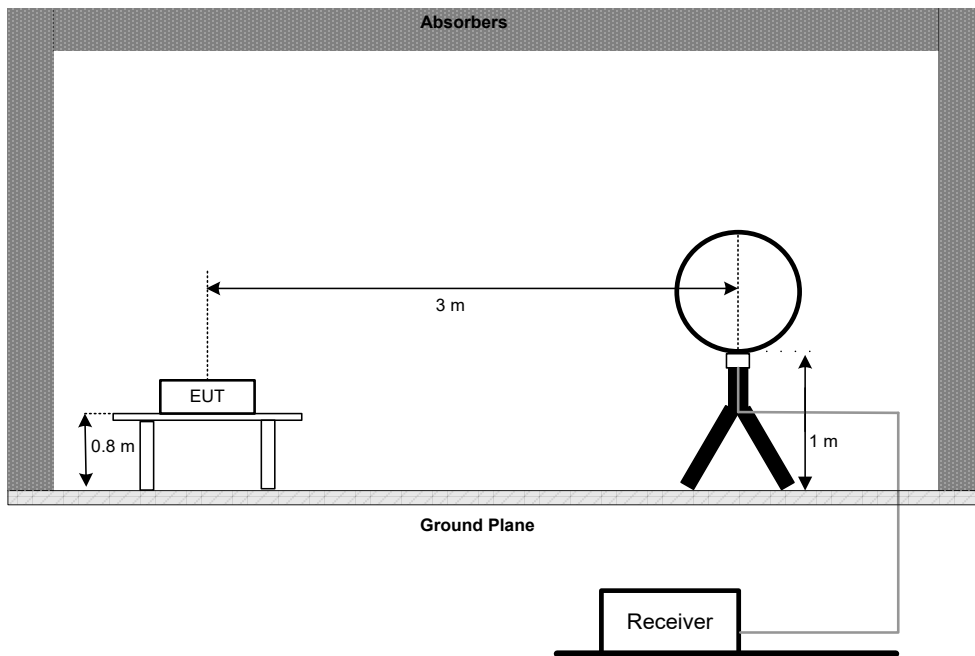 Absorbers
3 m
EUT
0.8 m
1 m
Ground Plane
Receiver